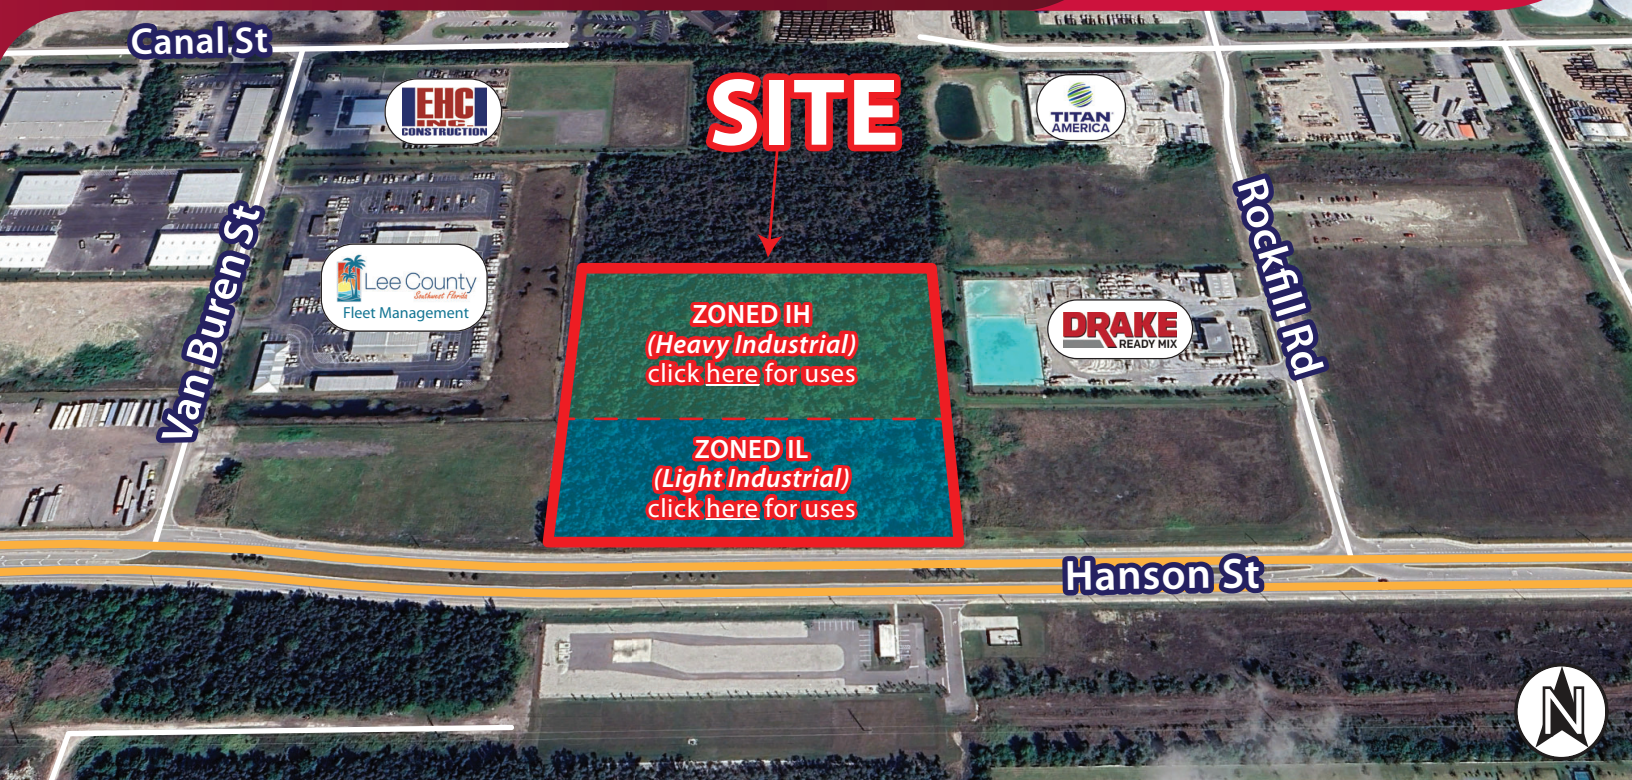 Canal St
EHC
INC.
CONSTRUCTION
SITE
TITAN
AMERICA
Van Buren St
Lee County
Southwest Florida
Fleet Management
ZONED IH
(Heavy Industrial)
click here for uses
DRAKE
READY MIX
Rockfill Rd
ZONED IL
(Light Industrial)
click here for uses
Hanson St
N